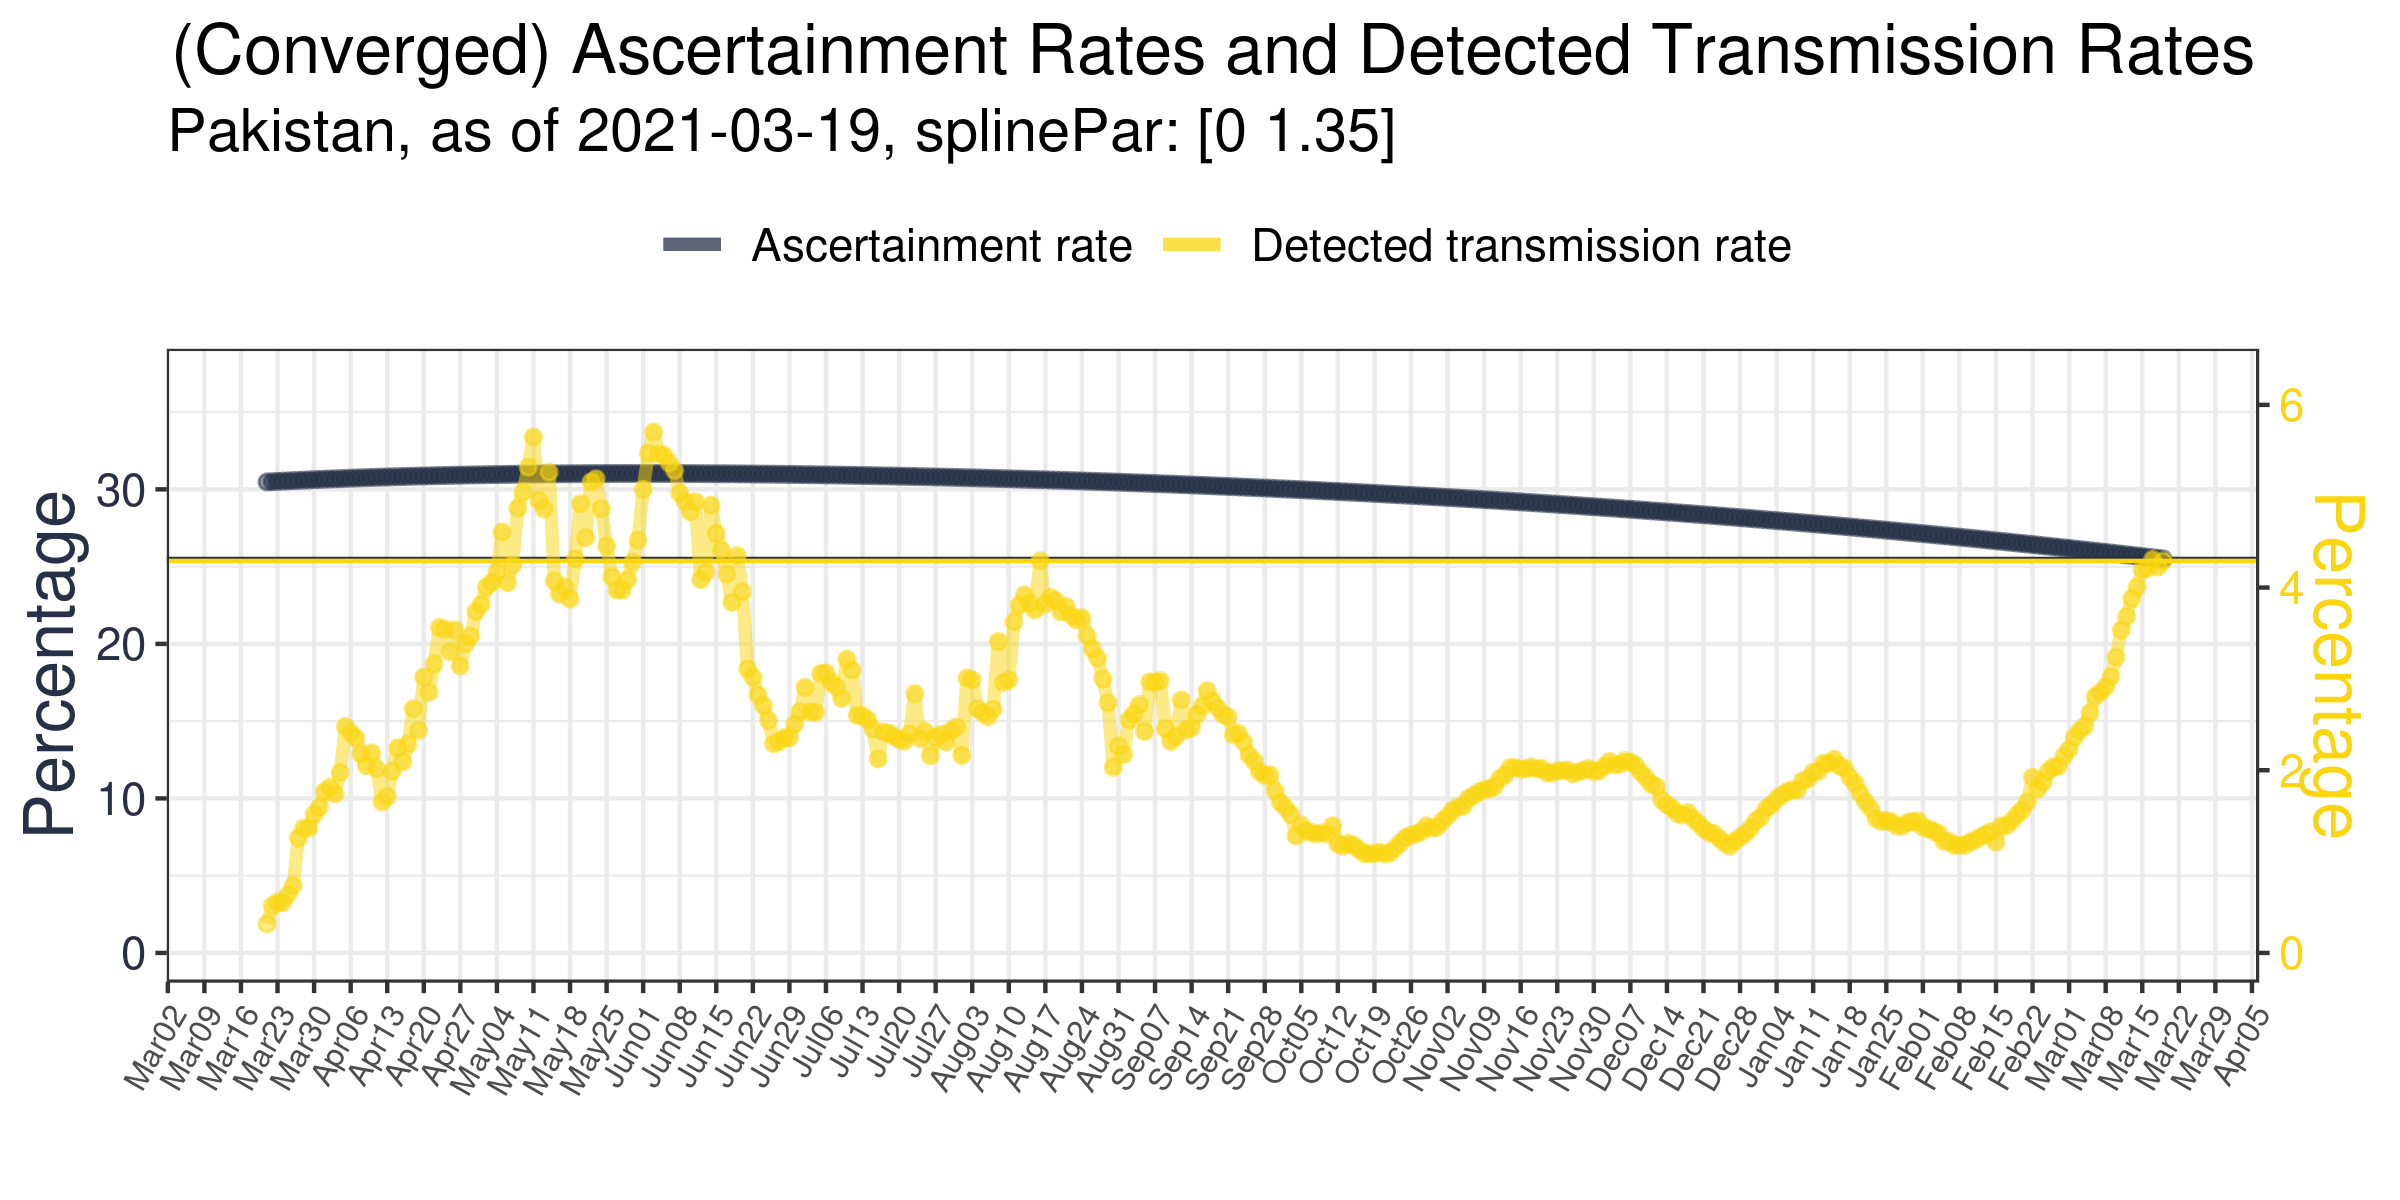 (Converged) Ascertainment Rates and Detected Transmission Rates
Pakistan, as of 2021-03-19, splinePar: [0 1.35]
Ascertainment rate Detected transmission rate
Percentage
30
20
10
0
6
4
2
0
Percentage
Mar02 Mar09 Mar16 Mar23 Mar30 Apr06 Apr13 Apr20 Apr27 May04 May11 May18 May25 Jun01 Jun08 Jun15 Jun22 Jun29 Jul06 Jul13 Jul20 Jul27 Aug03 Aug10 Aug17 Aug24 Aug31 Sep07 Sep14 Sep21 Sep28 Oct05 Oct12 Oct19 Oct26 Nov02 Nov09 Nov16 Nov23 Nov30 Dec07 Dec14 Dec21 Dec28 Jan04 Jan11 Jan18 Jan25 Feb01 Feb08 Feb15 Feb22 Mar01 Mar08 Mar15 Mar22 Mar29 Apr05